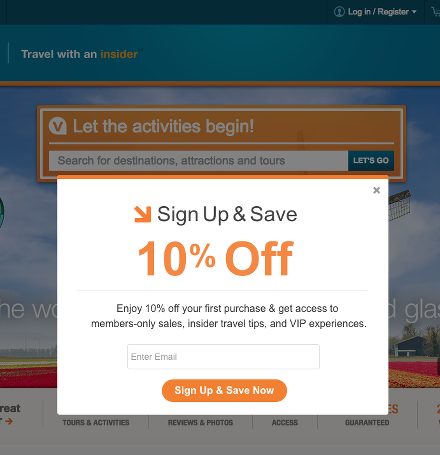 Log in / Register
Travel with an insider
V Let the activities begin!
Search for destinations, attractions and tours
LET'S GO
×
Sign Up & Save
10% Off
he wo
d glas
Enjoy 10% off your first purchase & get access to
members-only sales, insider travel tips, and VIP experiences.
Enter Email
Sign Up & Save Now
reat
ES
TOURS & ACTIVITIES
REVIEWS & PHOTOS
ACCESS
GUARANTEED